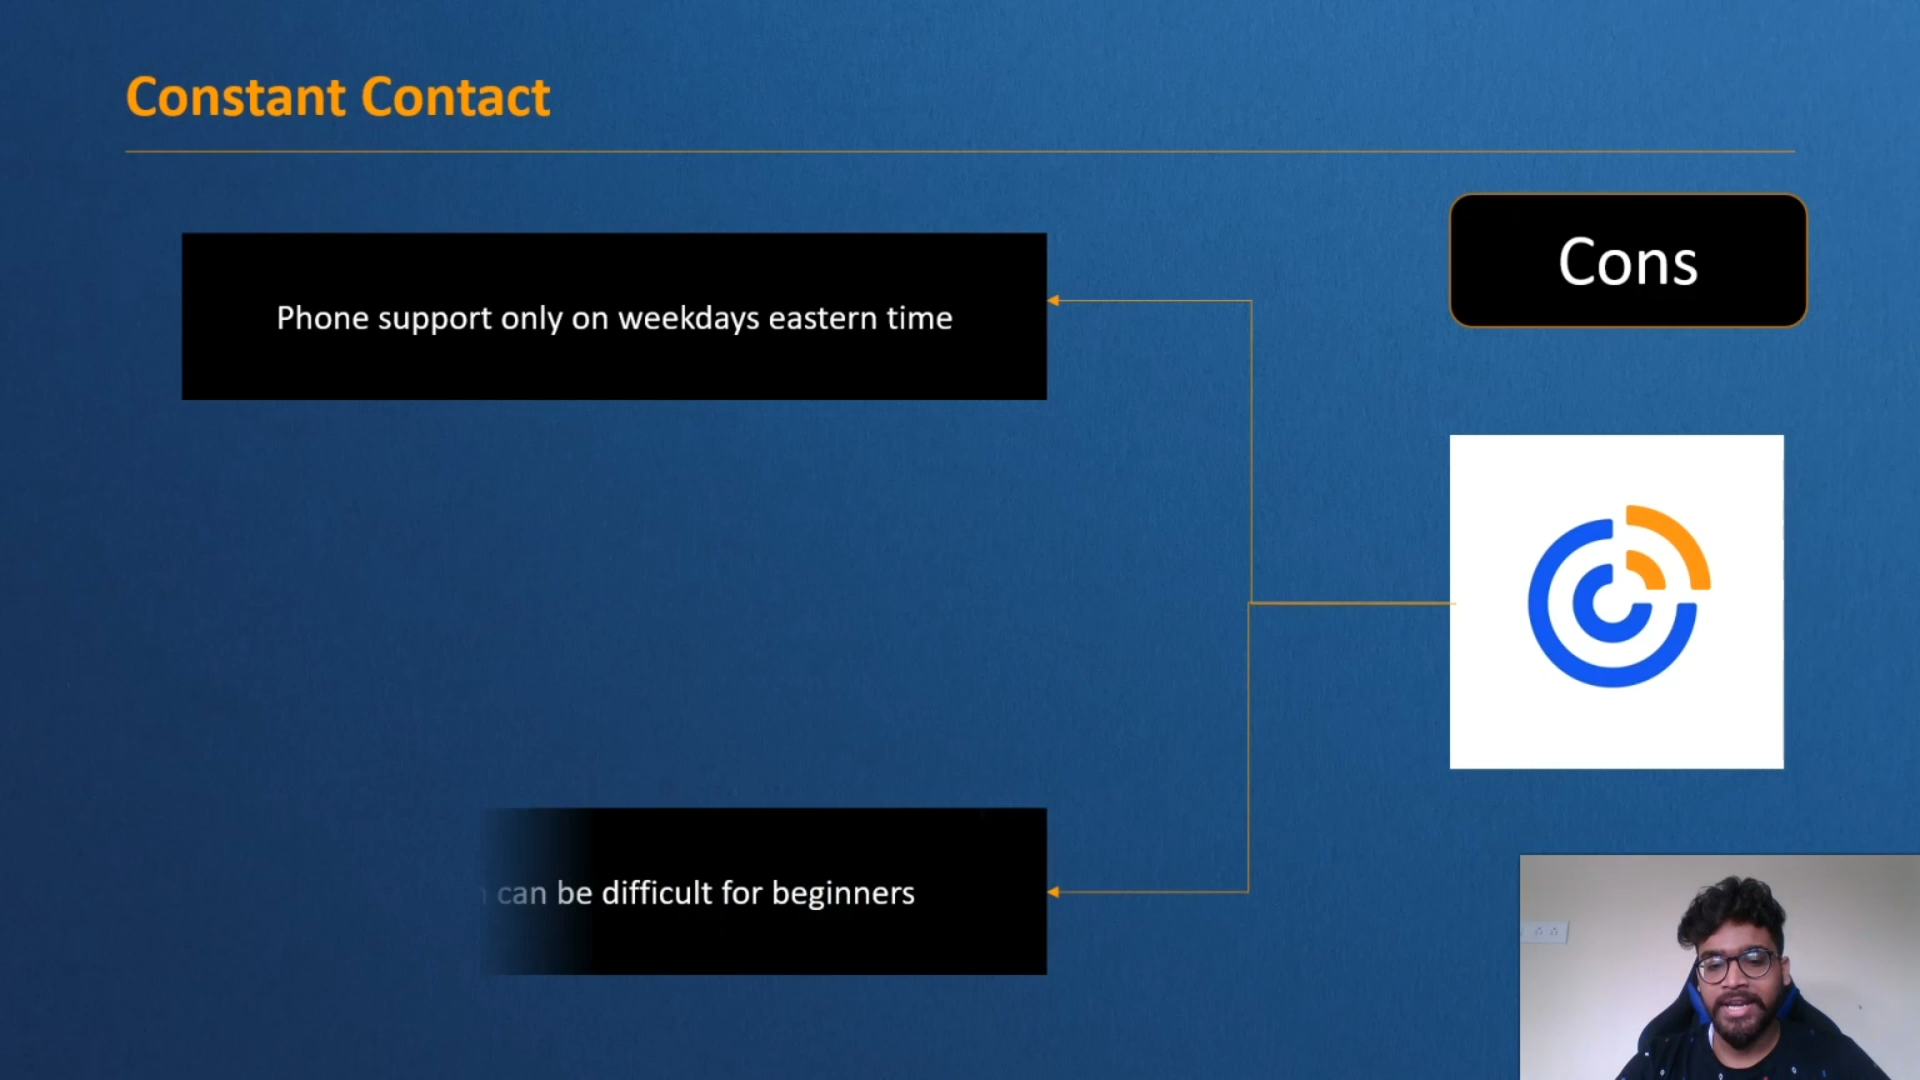 Constant Contact
Cons
Phone support only on weekdays eastern time
can be difficult for beginners